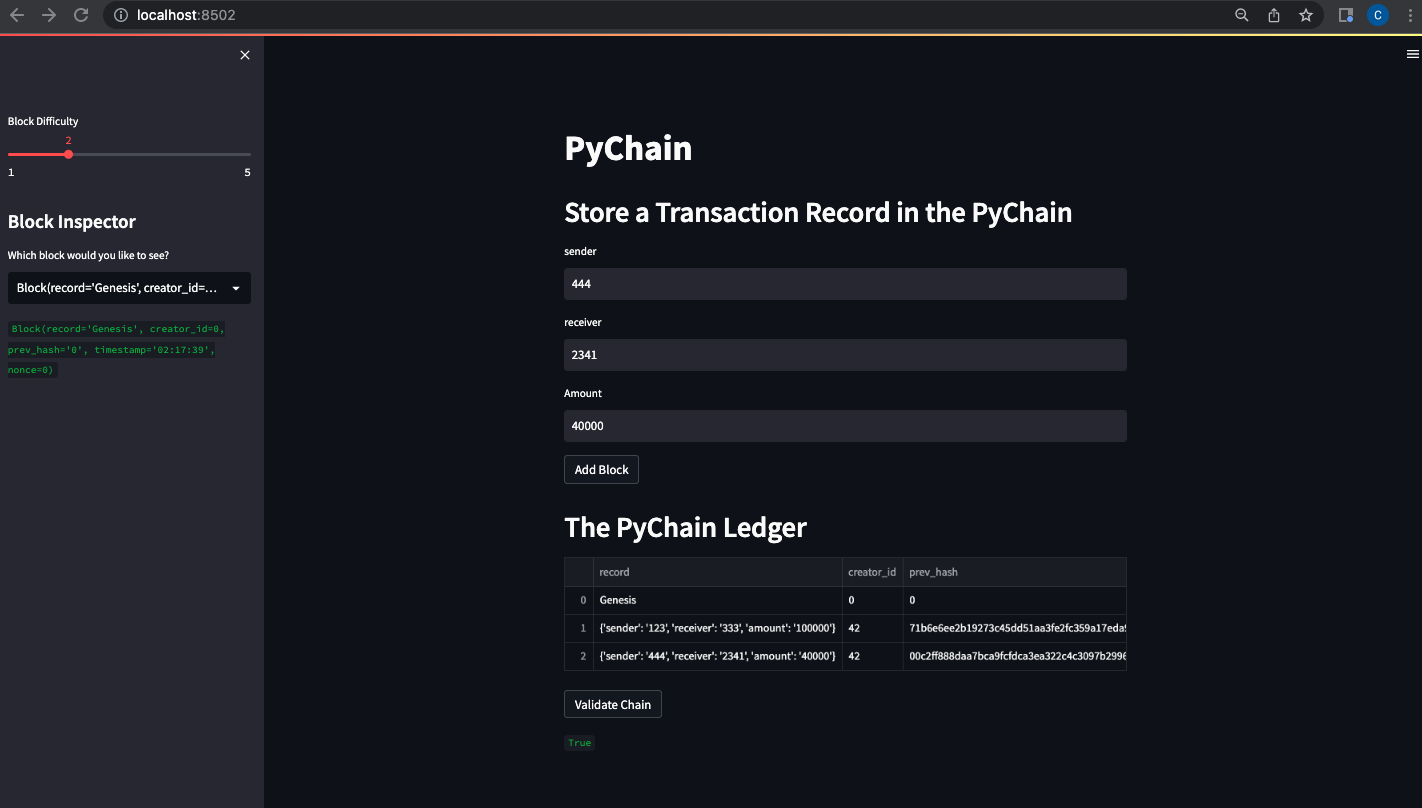 localhost:8502
C
Block Difficulty
2
1 5
Block Inspector
Which block would you like to see?
Block(record='Genesis', creator_id=...
Block(record='Genesis', creator_id=0,
prev_hash='0', timestamp='02:17:39',
nonce=0)
PyChain
Store a Transaction Record in the PyChain
sender
444
receiver
2341
Amount
40000
Add Block
The PyChain Ledger
record creator_id prev_hash
0 Genesis 0 0
1 {'sender': '123', 'receiver': '333', 'amount': '100000'} 42 71b6e6ee2b19273c45dd51aa3fe2fc359a17eda9
2 {'sender': '444', 'receiver': '2341', 'amount': '40000'} 42 00c2ff888daa7bca9fcfdca3ea322c4c3097b2996
Validate Chain
True